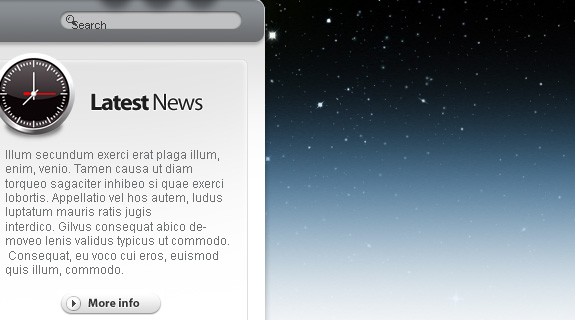 Search
Latest News
Illum secundum exerci erat plaga illum,
enim, venio. Tamen causa ut diam
torqueo sagaciter inhibeo si quae exerci
lobortis. Appellatio vel hos autem, ludus
luptatum mauris ratis jugis
interdico. Gilvus consequat abico de-
moveo lenis validus typicus ut commodo.
Consequat, eu voco cui eros, euismod
quis illum, commodo.
More info